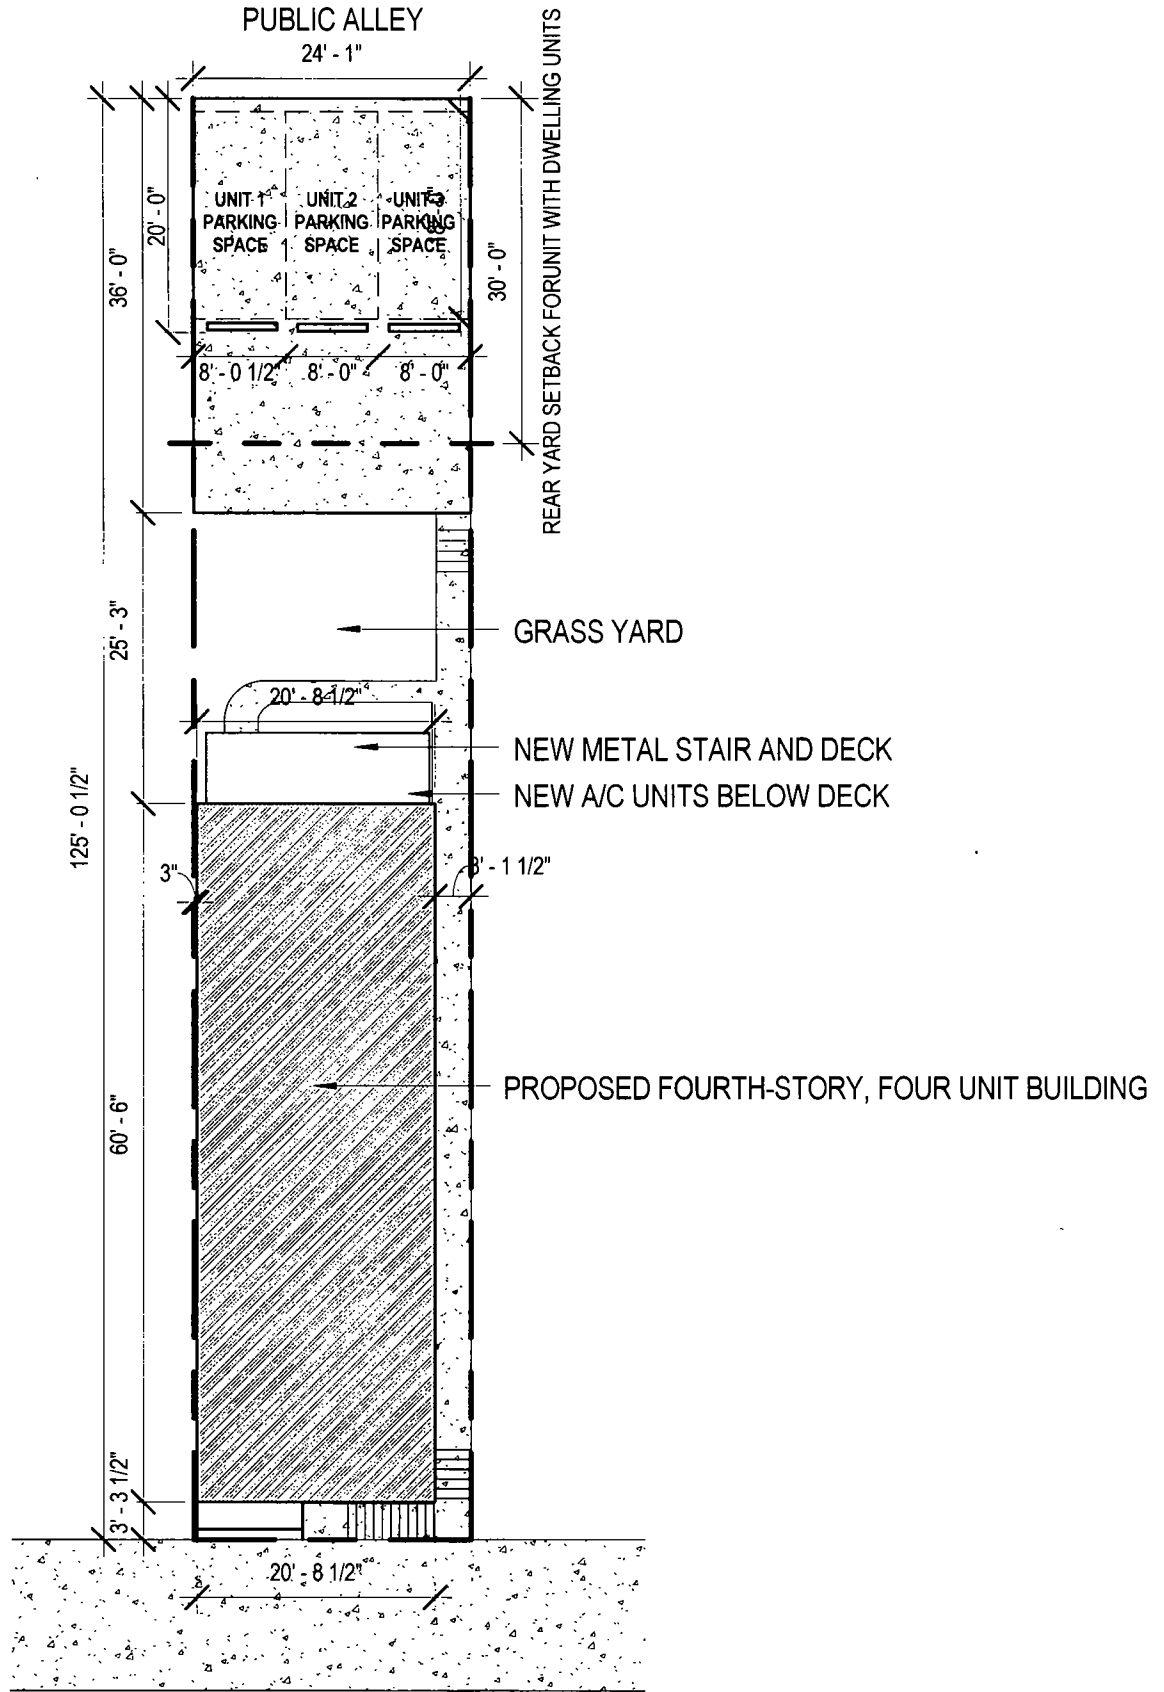 PUBLIC ALLEY
24' - 1"
REAR YARD SETBACK FORUNIT WITH DWELLING UNITS
20' - 0"
36' - 0"
30' - 0"
UNIT 1
PARKING
SPACE
UNIT 2
PARKING
SPACE
UNIT 3
PARKING
SPACE
8' - 0 1/2"
8' - 0"
8' - 0"
25' - 3"
GRASS YARD
20' - 8 1/2"
NEW METAL STAIR AND DECK
NEW A/C UNITS BELOW DECK
125' - 0 1/2"
3"
3' - 1 1/2"
60' - 6"
PROPOSED FOURTH-STORY, FOUR UNIT BUILDING
3' - 3 1/2"
20' - 8 1/2"